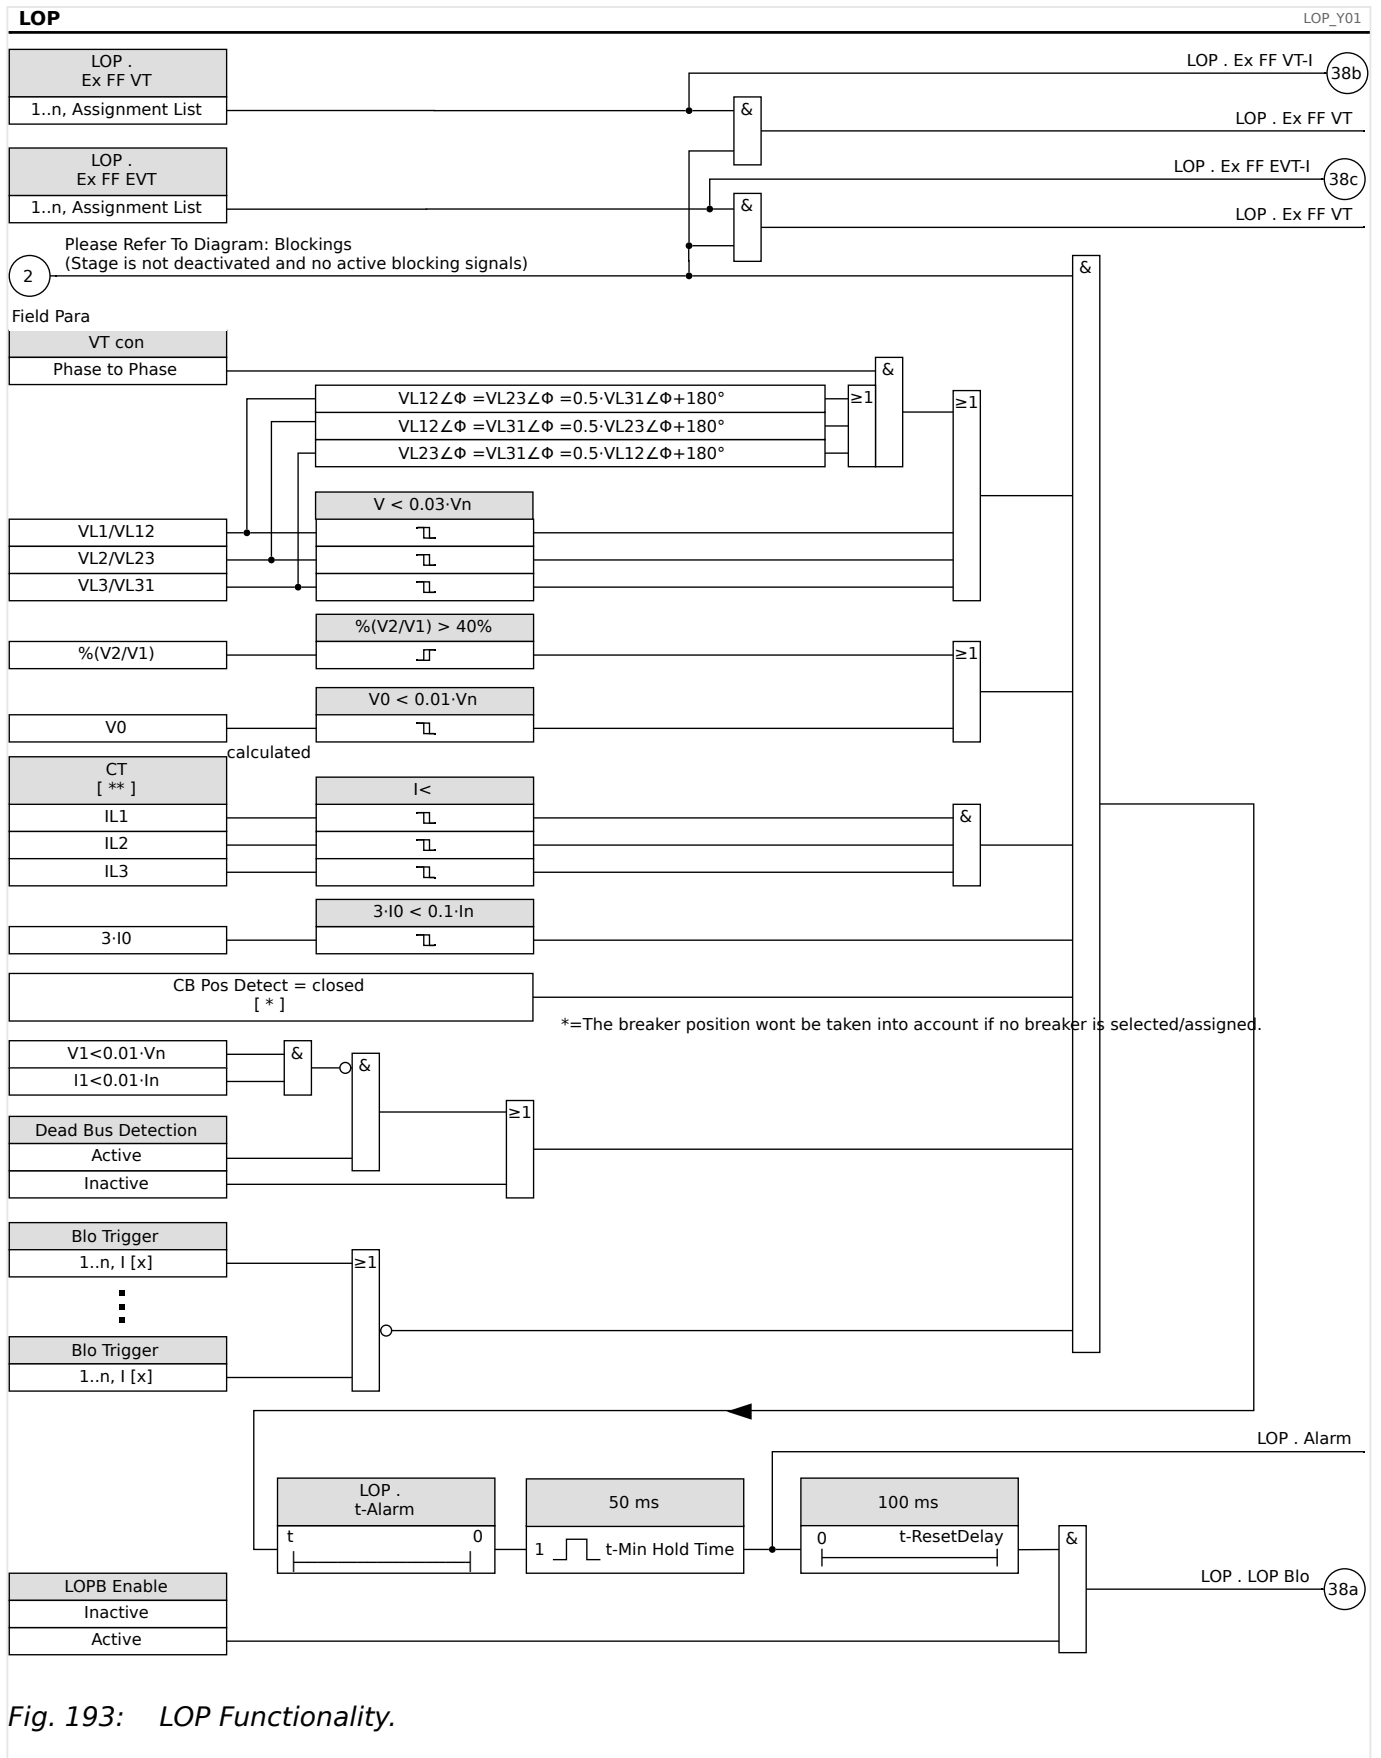 LOP
LOP_Y01
LOP .
Ex FF VT
1..n, Assignment List
LOP . Ex FF VT-I
38b
&
LOP . Ex FF VT
LOP .
Ex FF EVT
1..n, Assignment List
LOP . Ex FF EVT-I
38c
&
LOP . Ex FF VT
Please Refer To Diagram: Blockings
(Stage is not deactivated and no active blocking signals)
2
&
Field Para
VT con
Phase to Phase
&
VL12∠Φ =VL23∠Φ =0.5·VL31∠Φ+180°
≥1
≥1
VL12∠Φ =VL31∠Φ =0.5·VL23∠Φ+180°
VL23∠Φ =VL31∠Φ =0.5·VL12∠Φ+180°
V < 0.03·Vn
VL1/VL12
VL2/VL23
VL3/VL31
%(V2/V1) > 40%
%(V2/V1)
≥1
V0 < 0.01·Vn
V0
calculated
CT
[ ** ]
I<
IL1
&
IL2
IL3
3·I0 < 0.1·In
3·I0
CB Pos Detect = closed
[ * ]
*=The breaker position wont be taken into account if no breaker is selected/assigned.
V1<0.01·Vn
&
&
I1<0.01·In
≥1
Dead Bus Detection
Active
Inactive
Blo Trigger
1..n, I [x]
≥1
Blo Trigger
1..n, I [x]
LOP . Alarm
LOP .
t-Alarm
50 ms
100 ms
t
0
1
t-Min Hold Time
0
t-ResetDelay
&
LOPB Enable
LOP . LOP Blo
38a
Inactive
Active
Fig. 193: LOP Functionality.